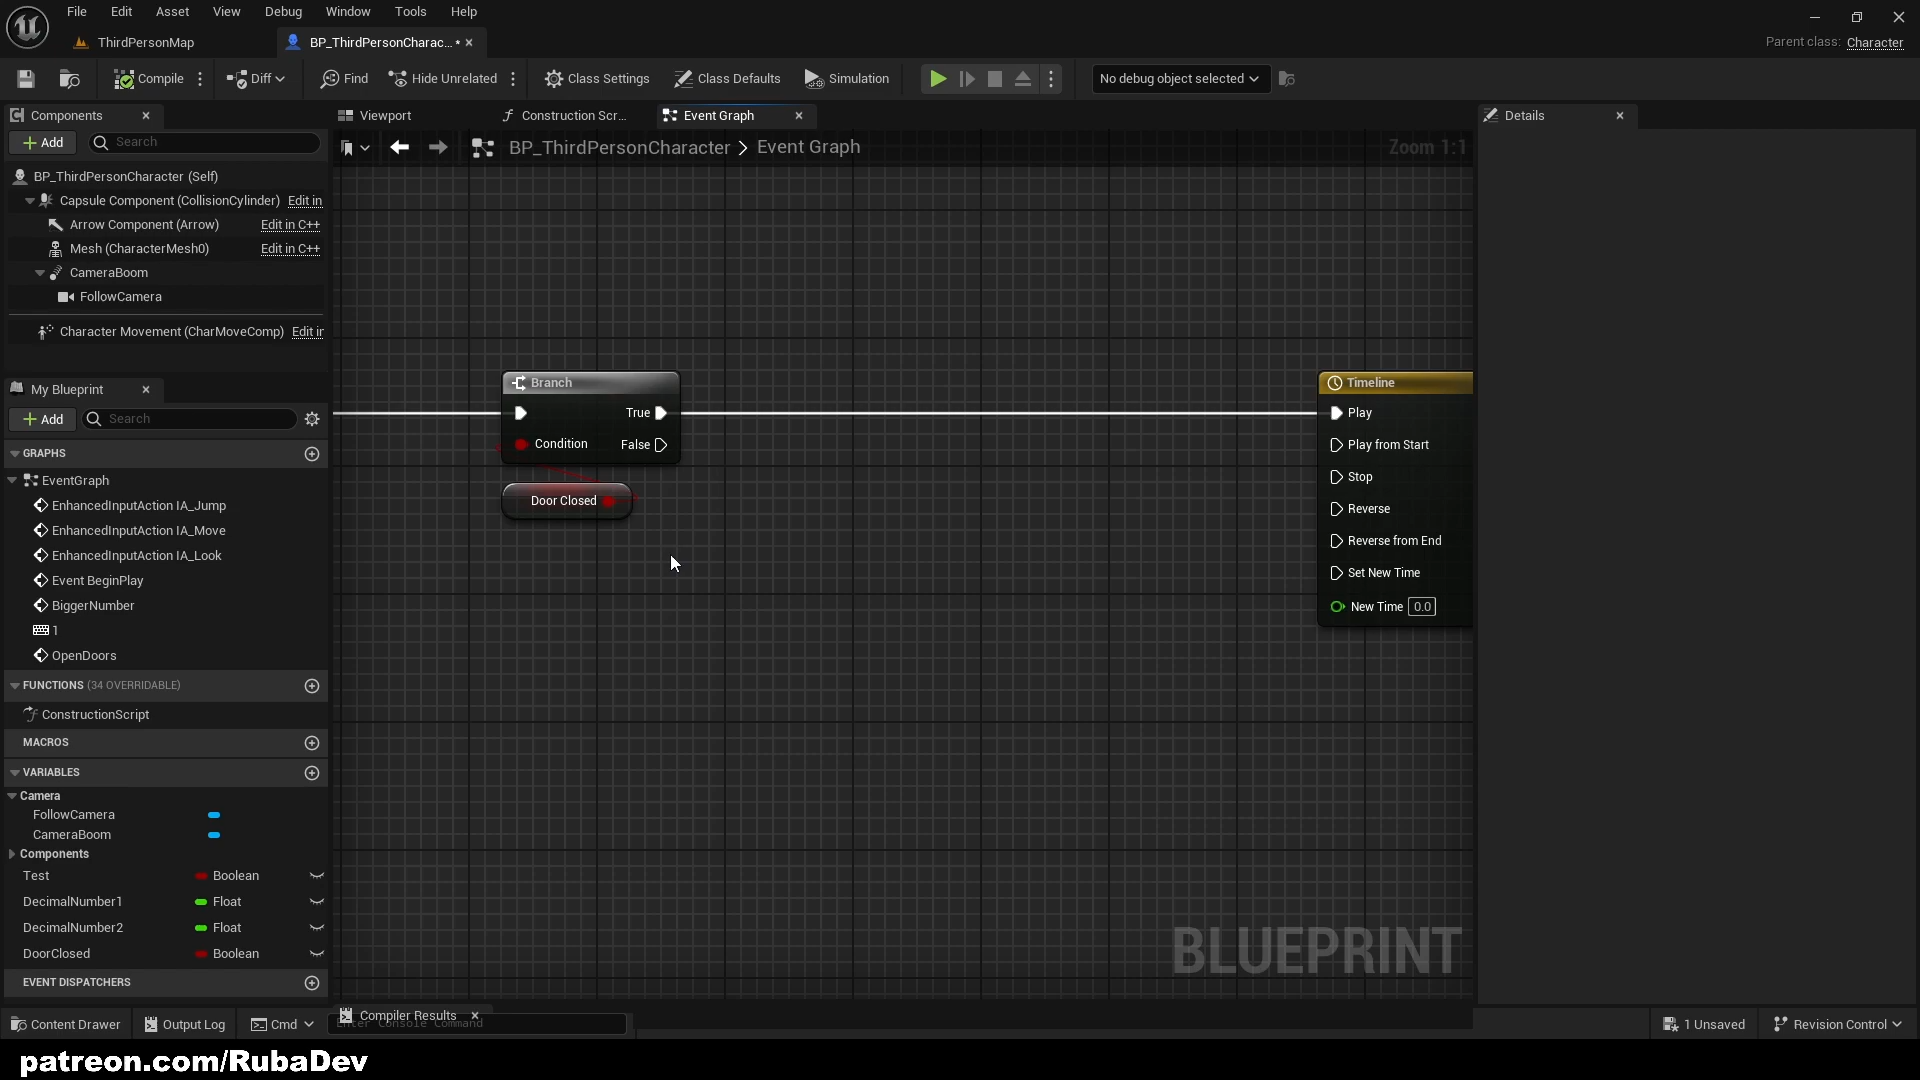 File Edit Asset View Debug Window Tools Help
ThirdPersonMap BP_ThirdPersonCharac... • Parent class: Character
Compile Diff Find Hide Unrelated Class Settings Class Defaults Simulation No debug object selected
Components Viewport Construction Scr... Event Graph Details
Add Search BP_ThirdPersonCharacter > Event Graph Zoom 1:1
BP_ThirdPersonCharacter (Self)
Capsule Component (CollisionCylinder) Edit in
Arrow Component (Arrow) Edit in C++
Mesh (CharacterMesh0) Edit in C++
CameraBoom
FollowCamera
Character Movement (CharMoveComp) Edit in
My Blueprint
Add Search
GRAPHS
EventGraph
EnhancedInputAction IA_Jump
EnhancedInputAction IA_Move
EnhancedInputAction IA_Look
Event BeginPlay
BiggerNumber
1
OpenDoors
FUNCTIONS (34 OVERRIDABLE)
ConstructionScript
MACROS
VARIABLES
Camera
FollowCamera
CameraBoom
Components
Test Boolean
DecimalNumber1 Float
DecimalNumber2 Float
DoorClosed Boolean
EVENT DISPATCHERS
Branch
True
Condition False
Door Closed
Timeline
Play
Play from Start
Stop
Reverse
Reverse from End
Set New Time
New Time 0.0
BLUEPRINT
Compiler Results
Content Drawer Output Log Cmd Enter Console Command 1 Unsaved Revision Control
patreon.com/RubaDev